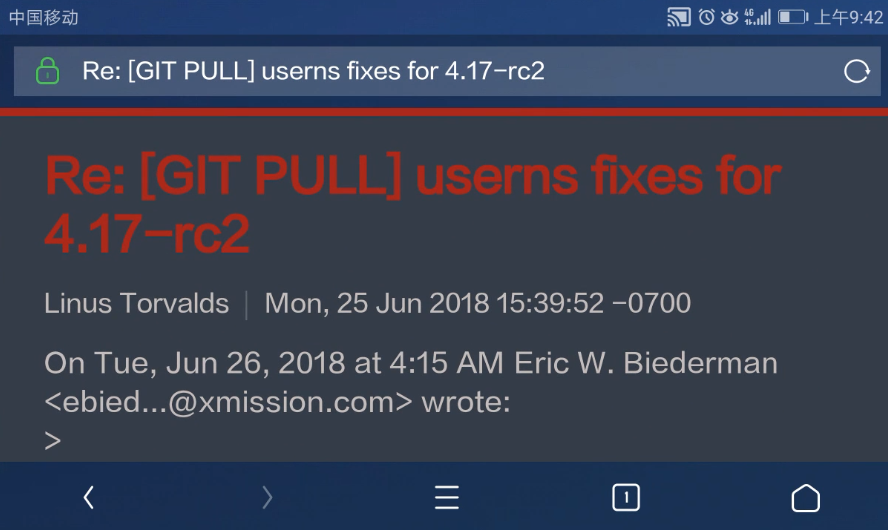 中国移动 4G 上午9:42
Re: [GIT PULL] userns fixes for 4.17-rc2
Re: [GIT PULL] userns fixes for
4.17-rc2
Linus Torvalds | Mon, 25 Jun 2018 15:39:52 -0700
On Tue, Jun 26, 2018 at 4:15 AM Eric W. Biederman
<ebied...@xmission.com> wrote:
>
1